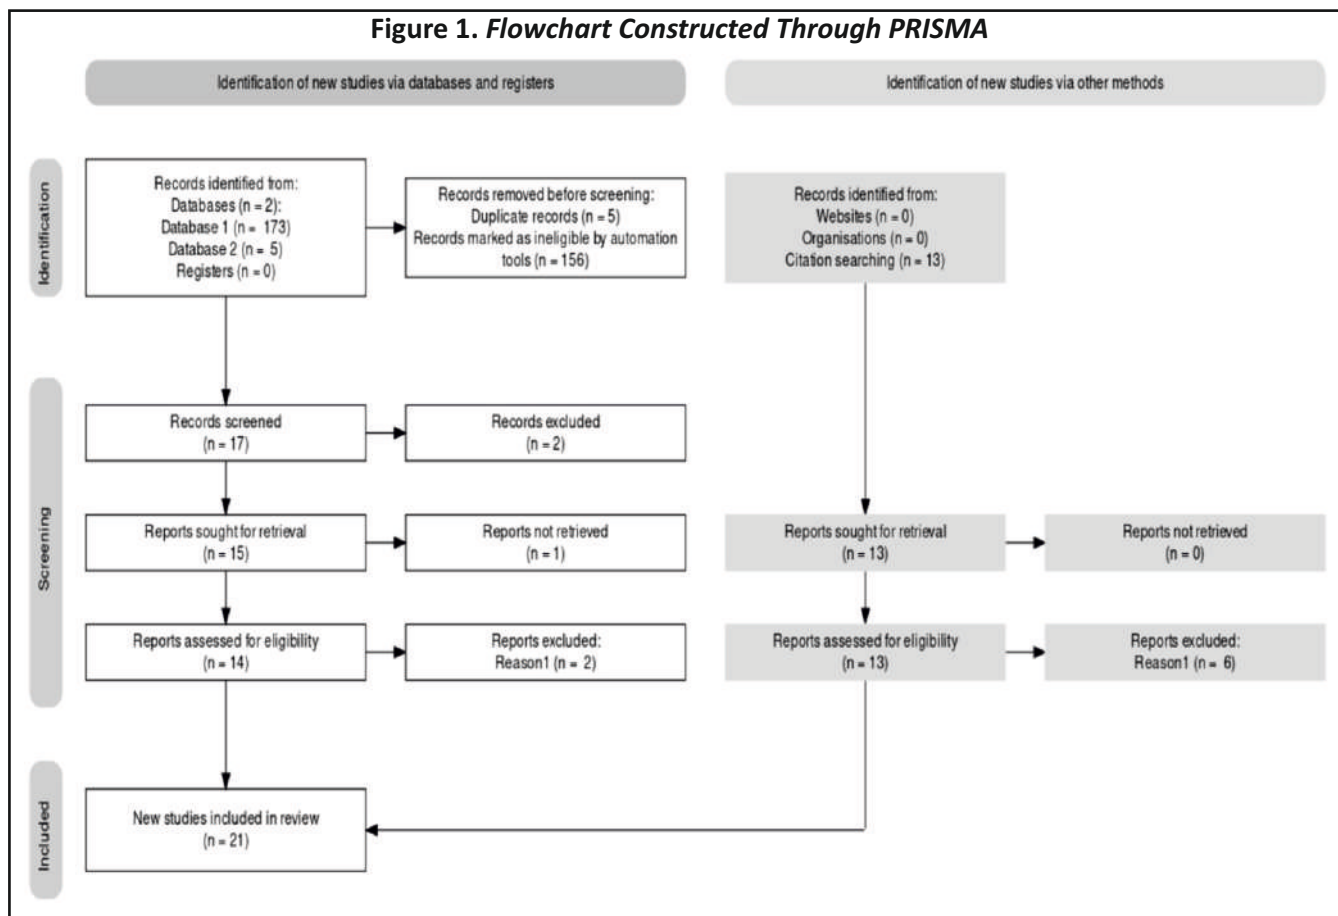 Figure 1. Flowchart Constructed Through PRISMA
Identification of new studies via databases and registers
Identification of new studies via other methods
Identification
Records identified from:
Databases (n = 2):
Database 1 (n = 173)
Database 2 (n = 5)
Registers (n = 0)
Records removed before screening:
Duplicate records (n = 5)
Records marked as ineligible by automation
tools (n = 156)
Records identified from:
Websites (n = 0)
Organisations (n = 0)
Citation searching (n = 13)
Screening
Records screened
(n = 17)
Records excluded
(n = 2)
Reports sought for retrieval
(n = 15)
Reports not retrieved
(n = 1)
Reports sought for retrieval
(n = 13)
Reports not retrieved
(n = 0)
Reports assessed for eligibility
(n = 14)
Reports excluded:
Reason1 (n = 2)
Reports assessed for eligibility
(n = 13)
Reports excluded:
Reason1 (n = 6)
Included
New studies included in review
(n = 21)